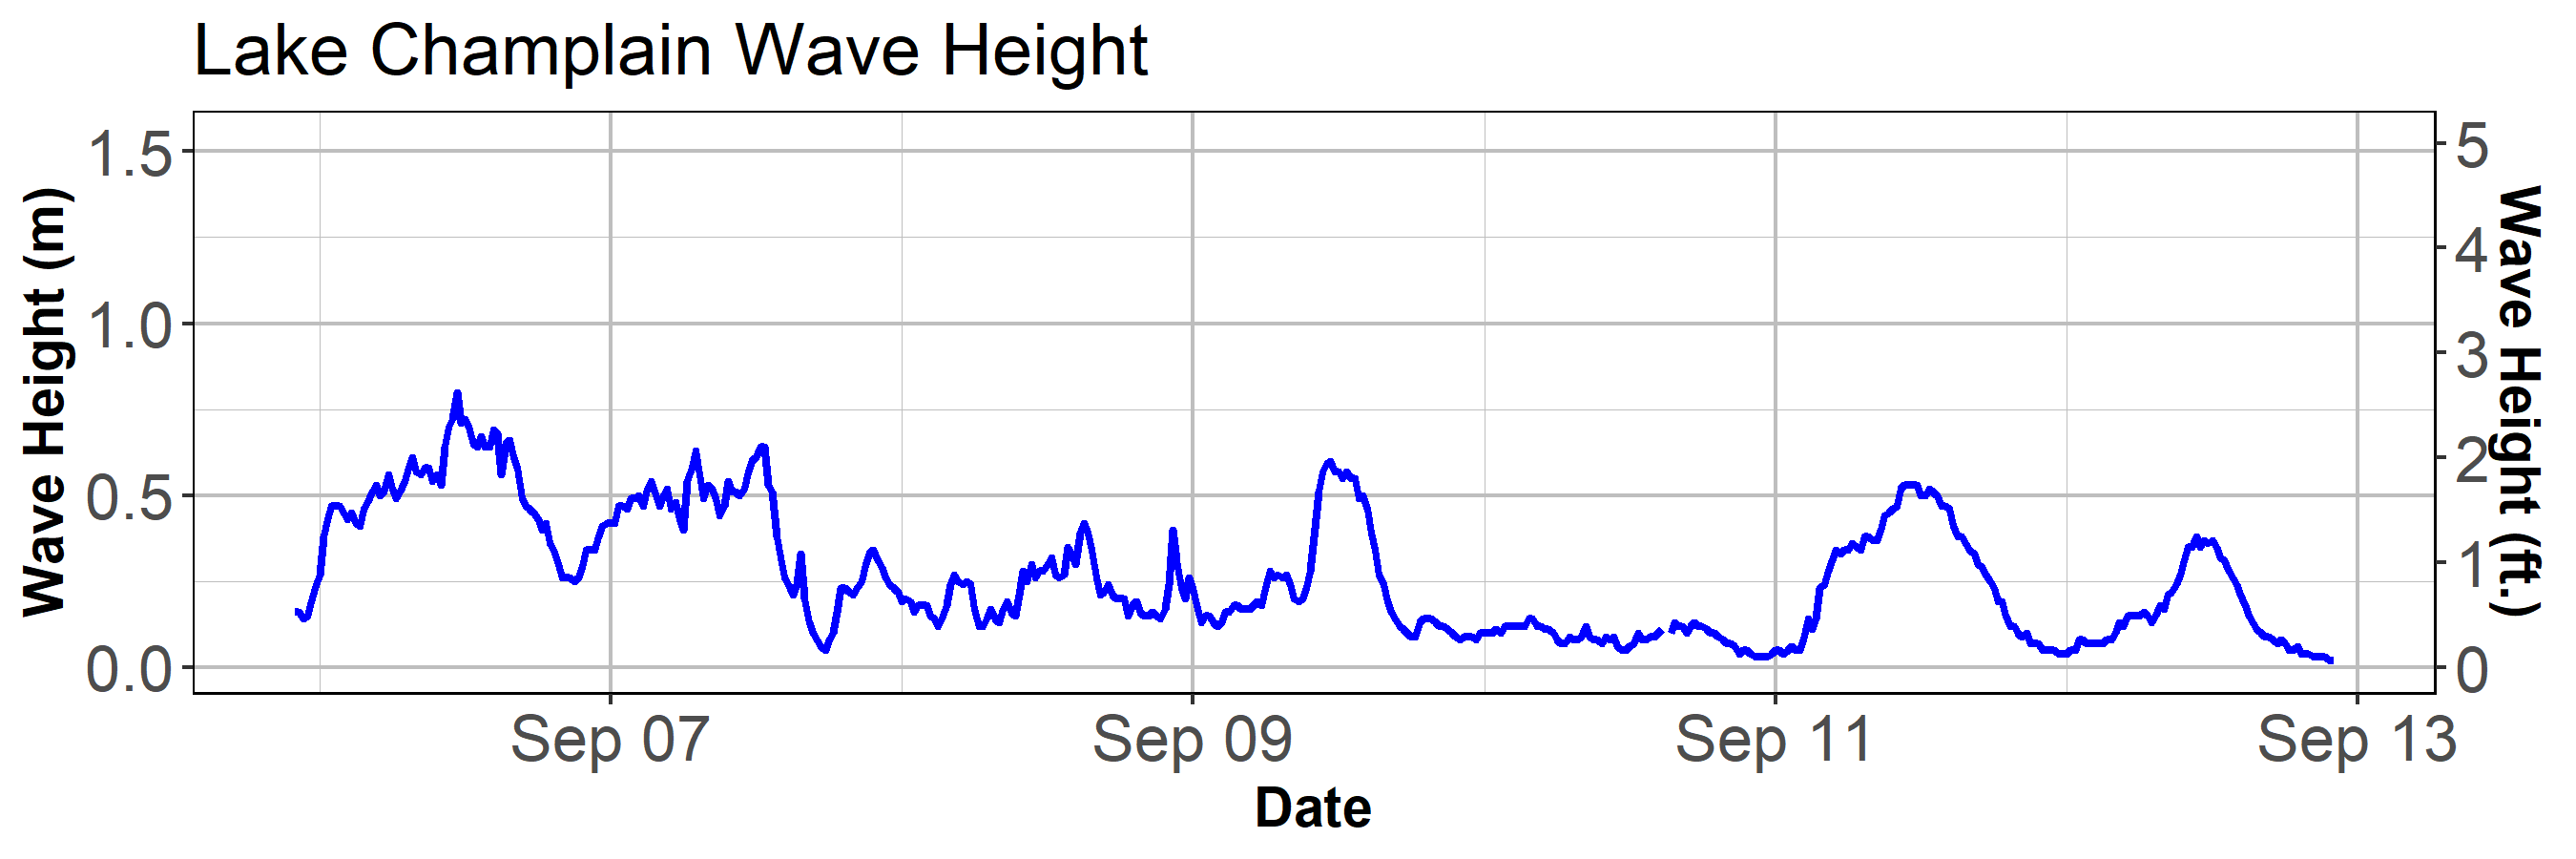 Lake Champlain Wave Height
Wave Height (m)
1.5
1.0
0.5
0.0
5
4
3
2
1
0
Wave Height (ft.)
Sep 07 Sep 09 Sep 11 Sep 13
Date